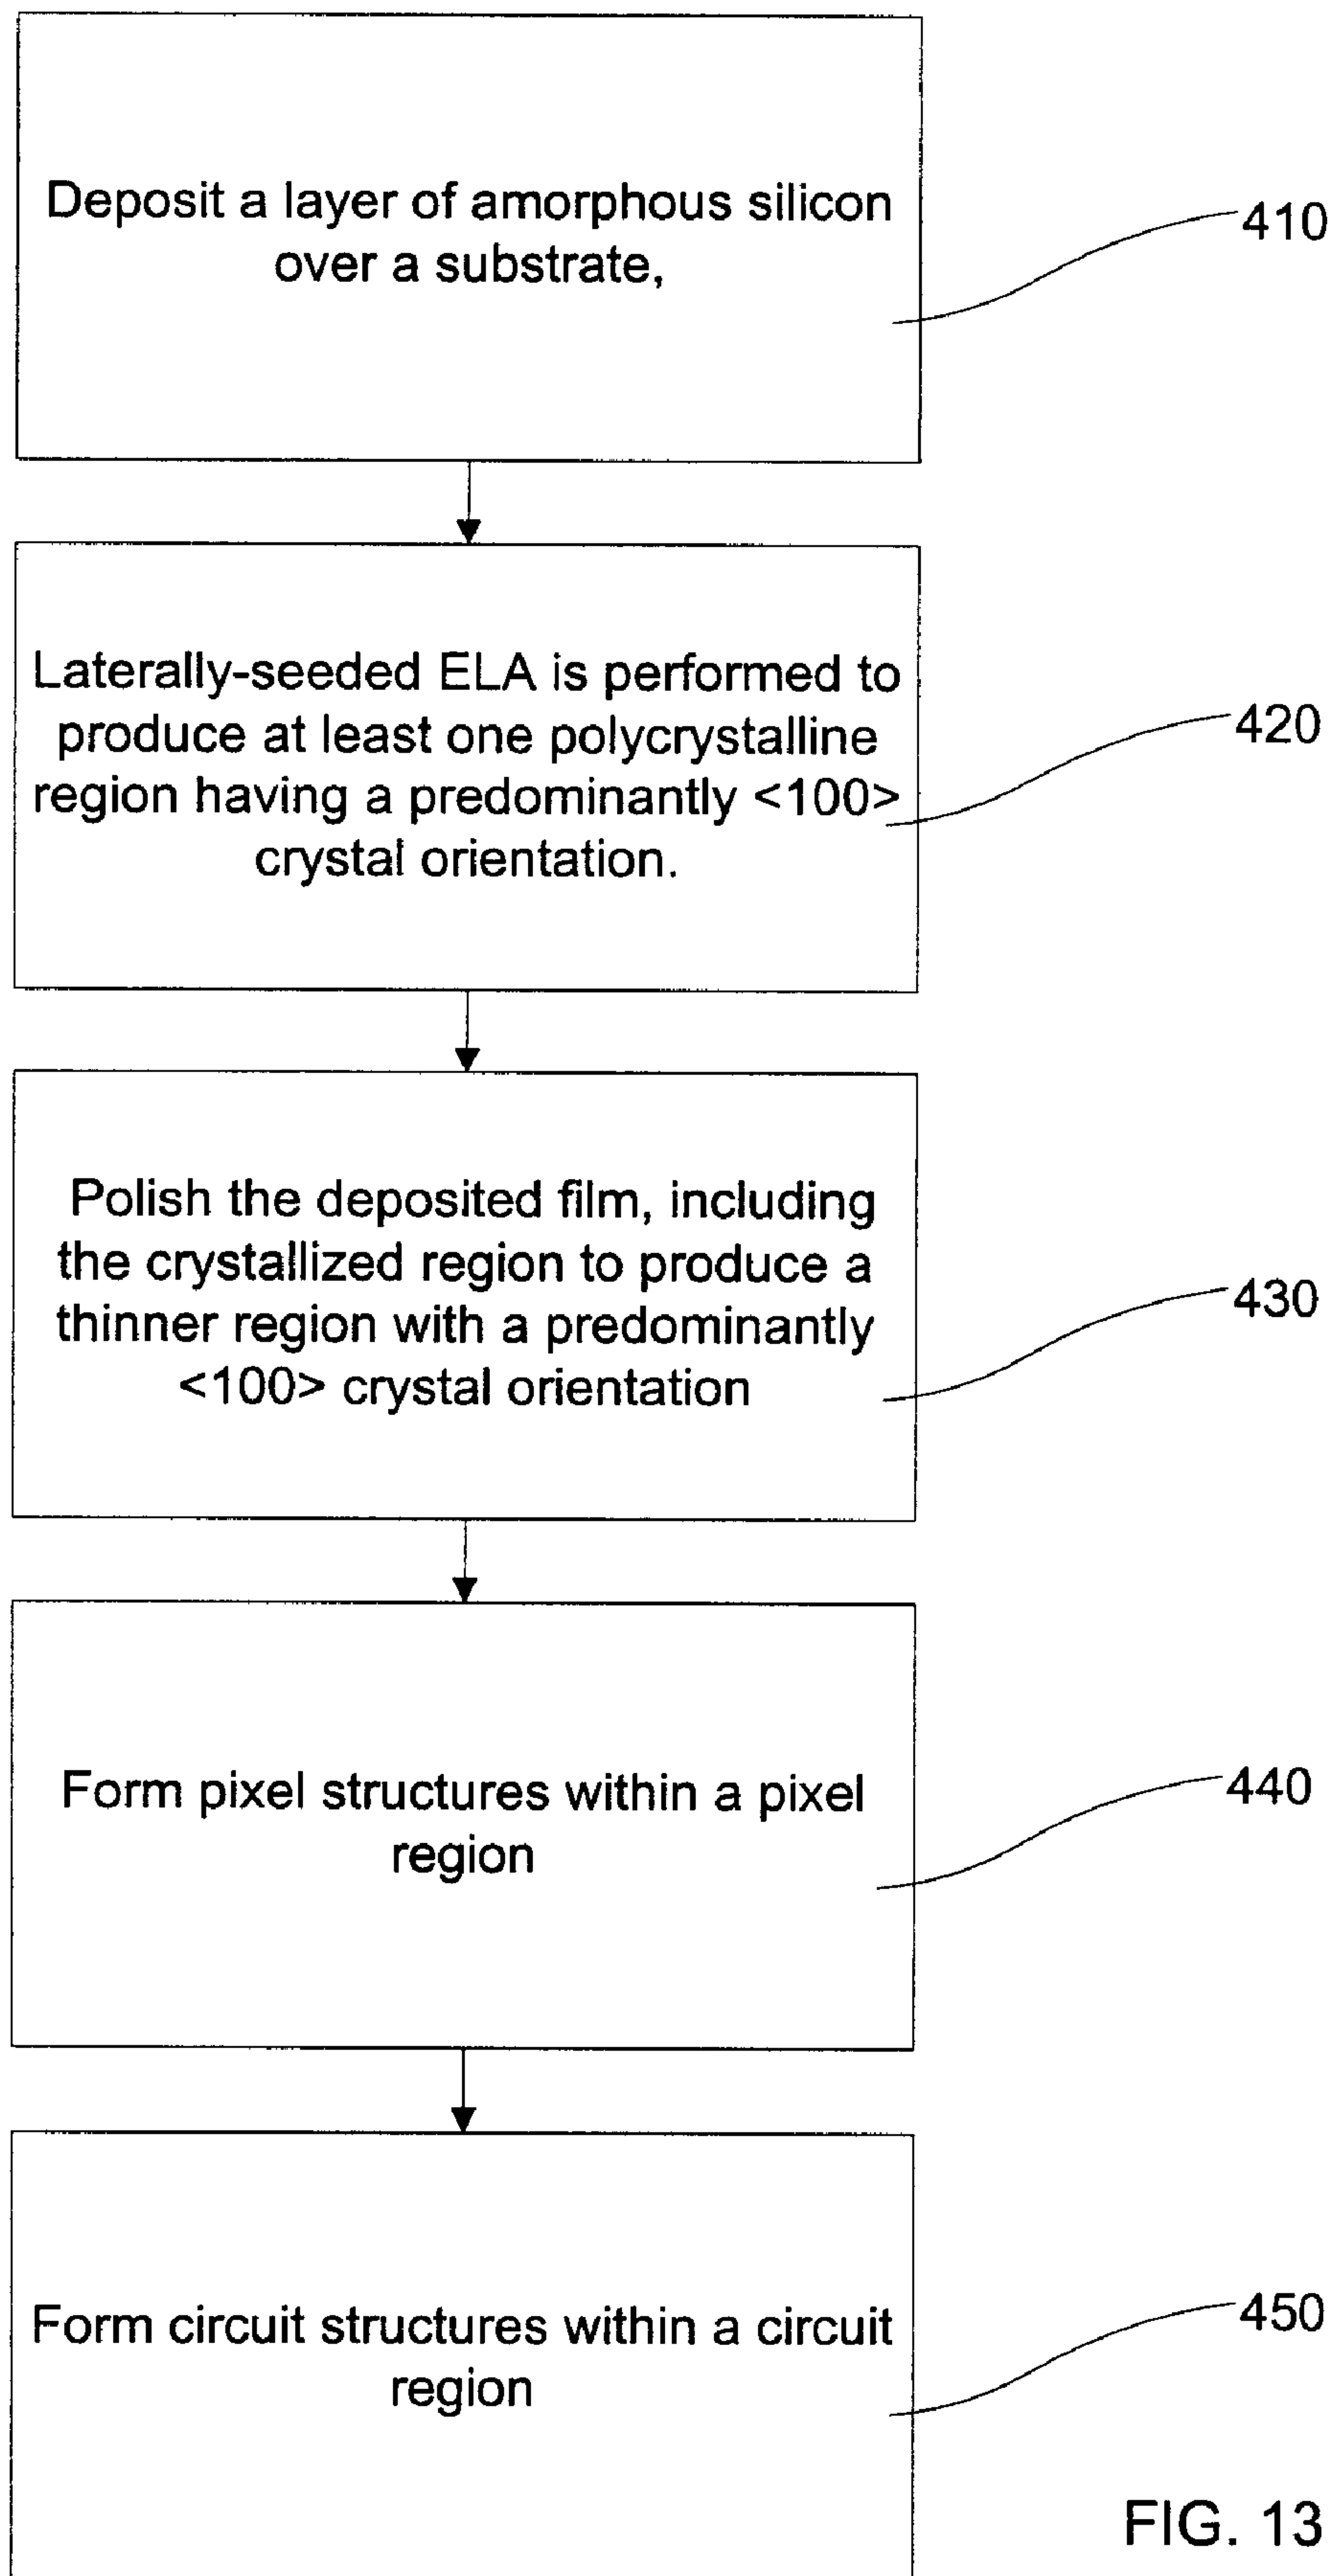 Deposit a layer of amorphous silicon
over a substrate,
410
Laterally-seeded ELA is performed to
produce at least one polycrystalline
region having a predominantly <100>
crystal orientation.
420
Polish the deposited film, including
the crystallized region to produce a
thinner region with a predominantly
<100> crystal orientation
430
Form pixel structures within a pixel
region
440
Form circuit structures within a circuit
region
450
FIG. 13